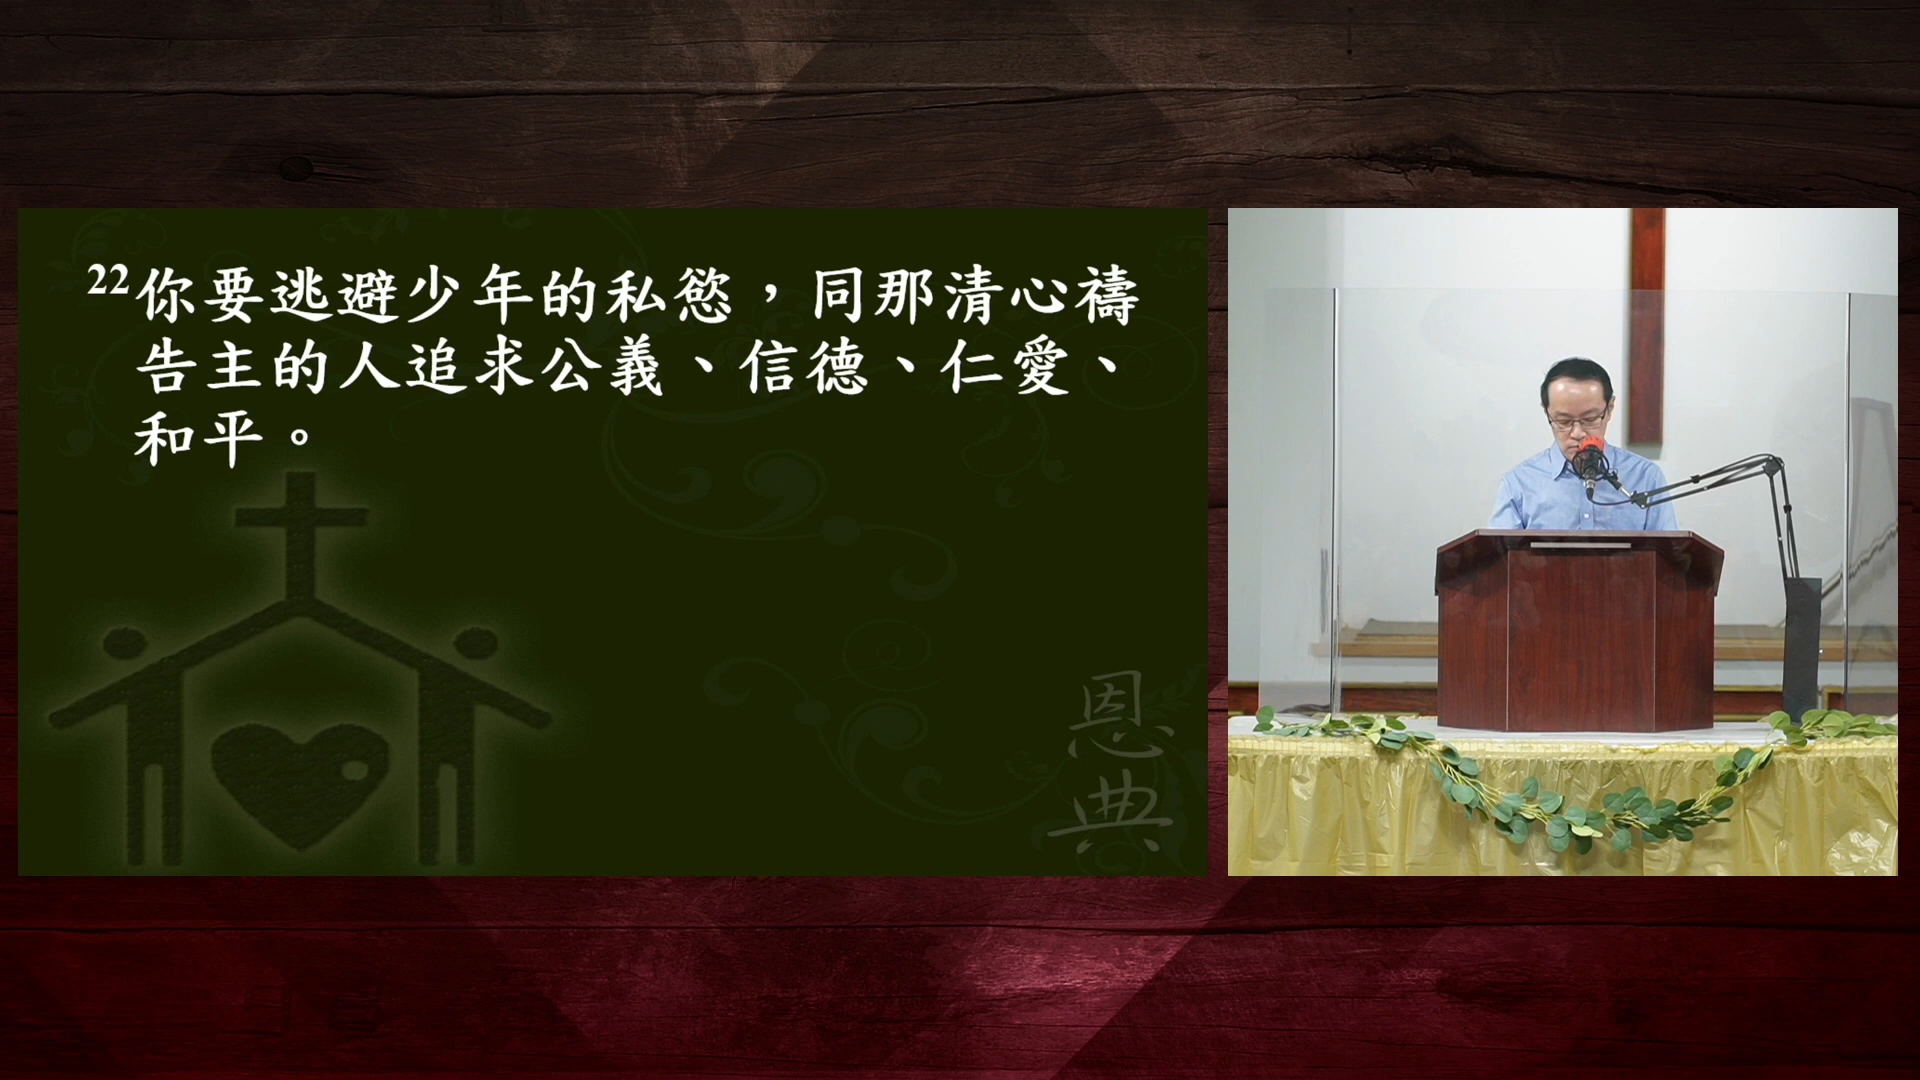 22你要逃避少年的私慾，同那清心禱
告主的人追求公義、信德、仁愛、
和平。
恩
典